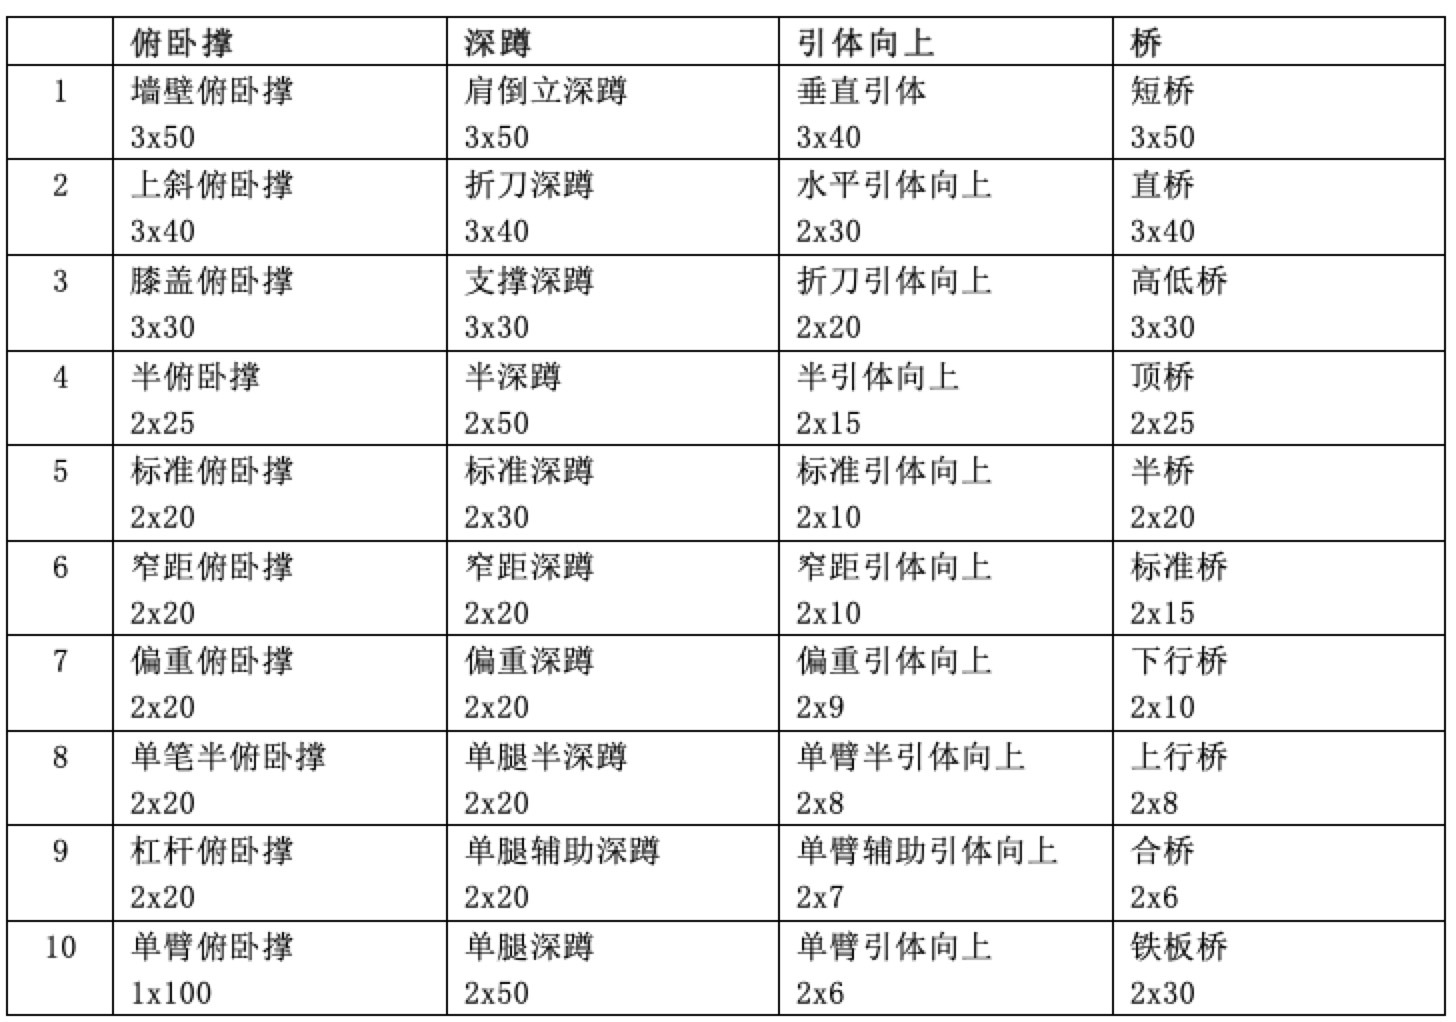 俯卧撑 深蹲 引体向上 桥
1 墙壁俯卧撑 肩倒立深蹲 垂直引体 短桥
3x50 3x50 3x40 3x50
2 上斜俯卧撑 折刀深蹲 水平引体向上 直桥
3x40 3x40 2x30 3x40
3 膝盖俯卧撑 支撑深蹲 折刀引体向上 高低桥
3x30 3x30 2x20 3x30
4 半俯卧撑 半深蹲 半引体向上 顶桥
2x25 2x50 2x15 2x25
5 标准俯卧撑 标准深蹲 标准引体向上 半桥
2x20 2x30 2x10 2x20
6 窄距俯卧撑 窄距深蹲 窄距引体向上 标准桥
2x20 2x20 2x10 2x15
7 偏重俯卧撑 偏重深蹲 偏重引体向上 下行桥
2x20 2x20 2x9 2x10
8 单笔半俯卧撑 单腿半深蹲 单臂半引体向上 上行桥
2x20 2x20 2x8 2x8
9 杠杆俯卧撑 单腿辅助深蹲 单臂辅助引体向上 合桥
2x20 2x20 2x7 2x6
10 单臂俯卧撑 单腿深蹲 单臂引体向上 铁板桥
1x100 2x50 2x6 2x30